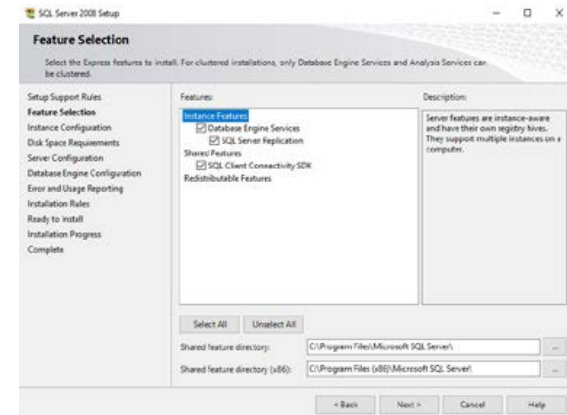 SQL Server 2008 Setup
Feature Selection
Select the Express features to install. For clustered installations, only Database Engine Services and Analysis Services can
be clustered.
Setup Support Rules
Feature Selection
Instance Configuration
Disk Space Requirements
Server Configuration
Database Engine Configuration
Error and Usage Reporting
Installation Rules
Ready to Install
Installation Progress
Complete
Features:
Instance Features
Database Engine Services
SQL Server Replication
Shared Features
SQL Client Connectivity SDK
Redistributable Features
Description:
Server features are instance-aware
and have their own registry hives.
They support multiple instances on a
computer.
Select All
Unselect All
Shared feature directory:
C:\Program Files\Microsoft SQL Server\
...
Shared feature directory (x86):
C:\Program Files (x86)\Microsoft SQL Server\
...
< Back
Next >
Cancel
Help